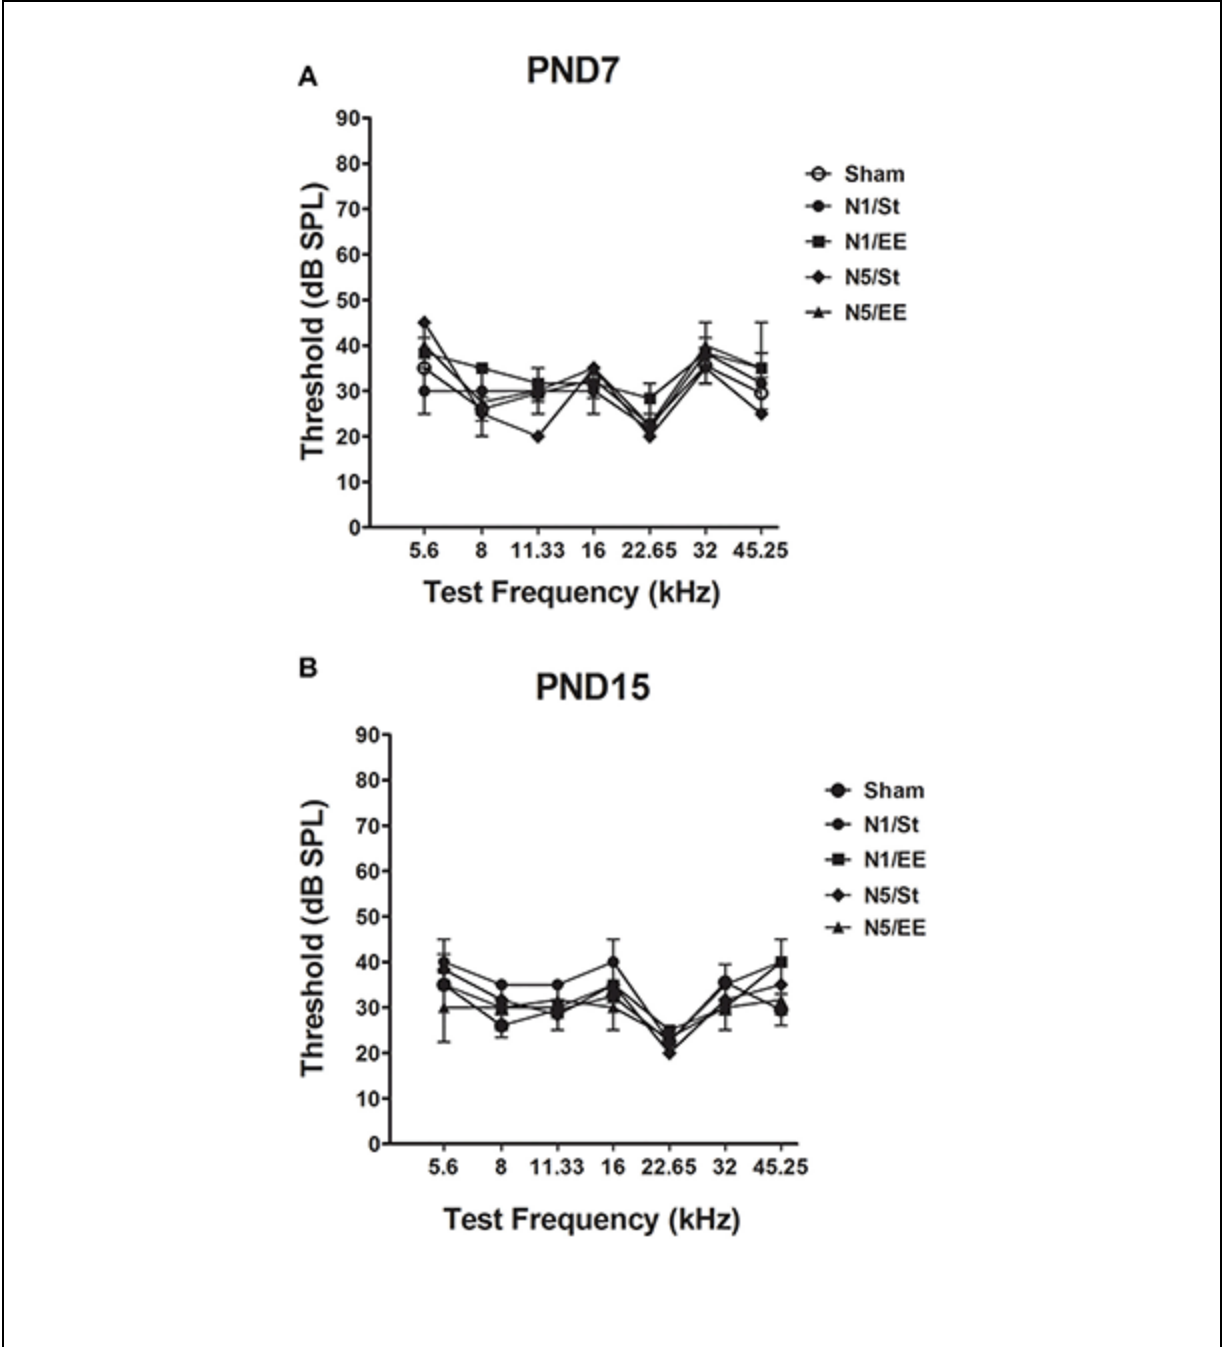 A
PND7
90
80
70
60
50
40
30
20
10
0
Threshold (dB SPL)
5.6 8 11.33 16 22.65 32 45.25
Test Frequency (kHz)
Sham
N1/St
N1/EE
N5/St
N5/EE
B
PND15
90
80
70
60
50
40
30
20
10
0
Threshold (dB SPL)
5.6 8 11.33 16 22.65 32 45.25
Test Frequency (kHz)
Sham
N1/St
N1/EE
N5/St
N5/EE